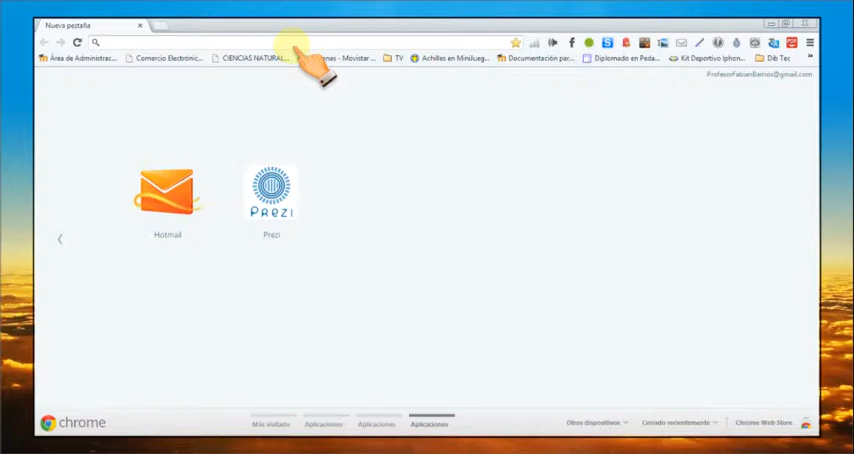 Nueva pestaña
Área de Administrac...
Comercio Electrónic...
CIENCIAS NATURAL...
onas - Movistar ...
TV
Achilles en Minilueg...
Documentación par...
Diplomado en Peda...
Kit Deportivo Iphon...
Dib Tec
ProfesorFabianBarrios@gmail.com
PREZI
Hotmail
Prezi
chrome
Más visitado
Aplicaciones
Aplicaciones
Aplicaciones
Otros dispositivos
Cerrado recientemente
Chrome Web Store